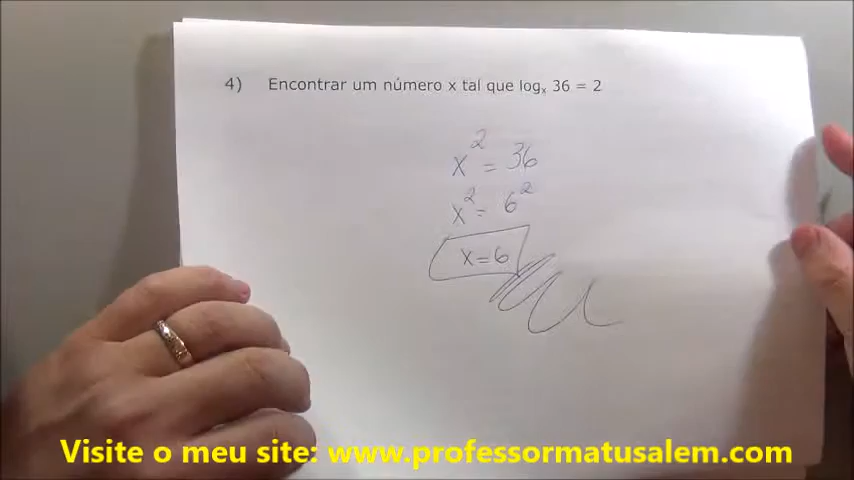 4) Encontrar um número x tal que logₓ 36 = 2
x² = 36
x² = 6²
x = 6
Visite o meu site: www.professormatusalem.com